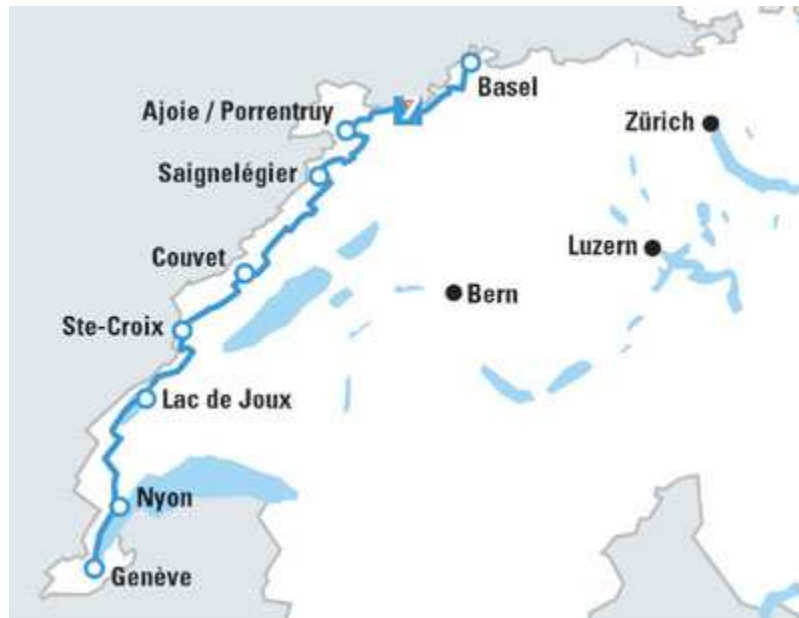 Basel
Ajoie / Porrentruy
Zürich
Saignelégier
Luzern
Couvet
Bern
Ste-Croix
Lac de Joux
Nyon
Genève